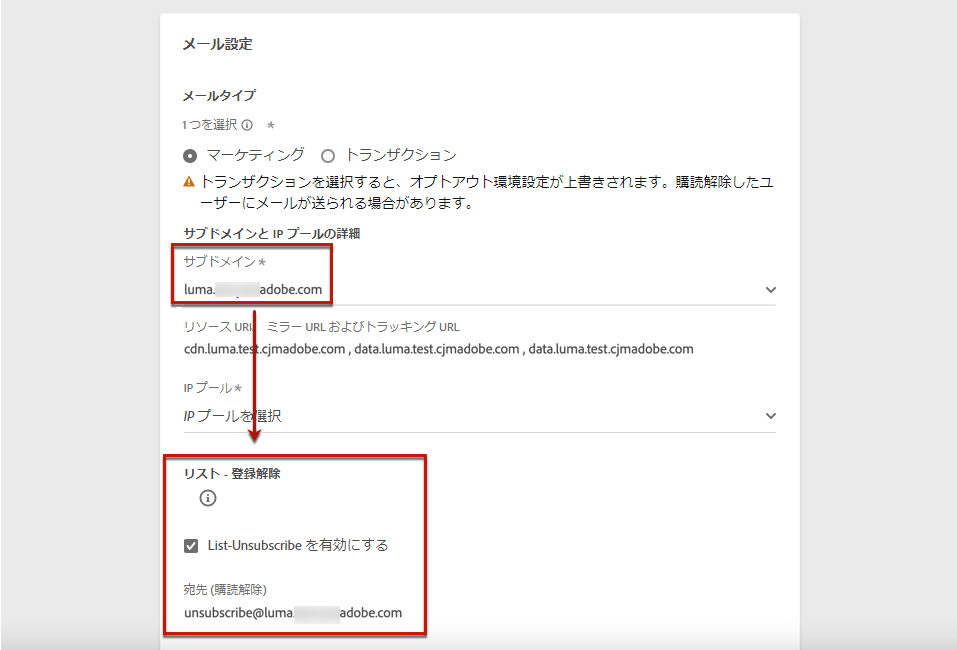 メール設定
メールタイプ
1つを選択 *
マーケティング トランザクション
トランザクションを選択すると、オプトアウト環境設定が上書きされます。購読解除したユ
ーザーにメールが送られる場合があります。
サブドメインと IP プールの詳細
サブドメイン *
luma. adobe.com
リソース URL ミラー URL およびトラッキング URL
cdn.luma.test.cjmadobe.com , data.luma.test.cjmadobe.com , data.luma.test.cjmadobe.com
IP プール *
IP プールを選択
リスト - 登録解除
List-Unsubscribe を有効にする
宛先 (購読解除)
unsubscribe@luma. adobe.com